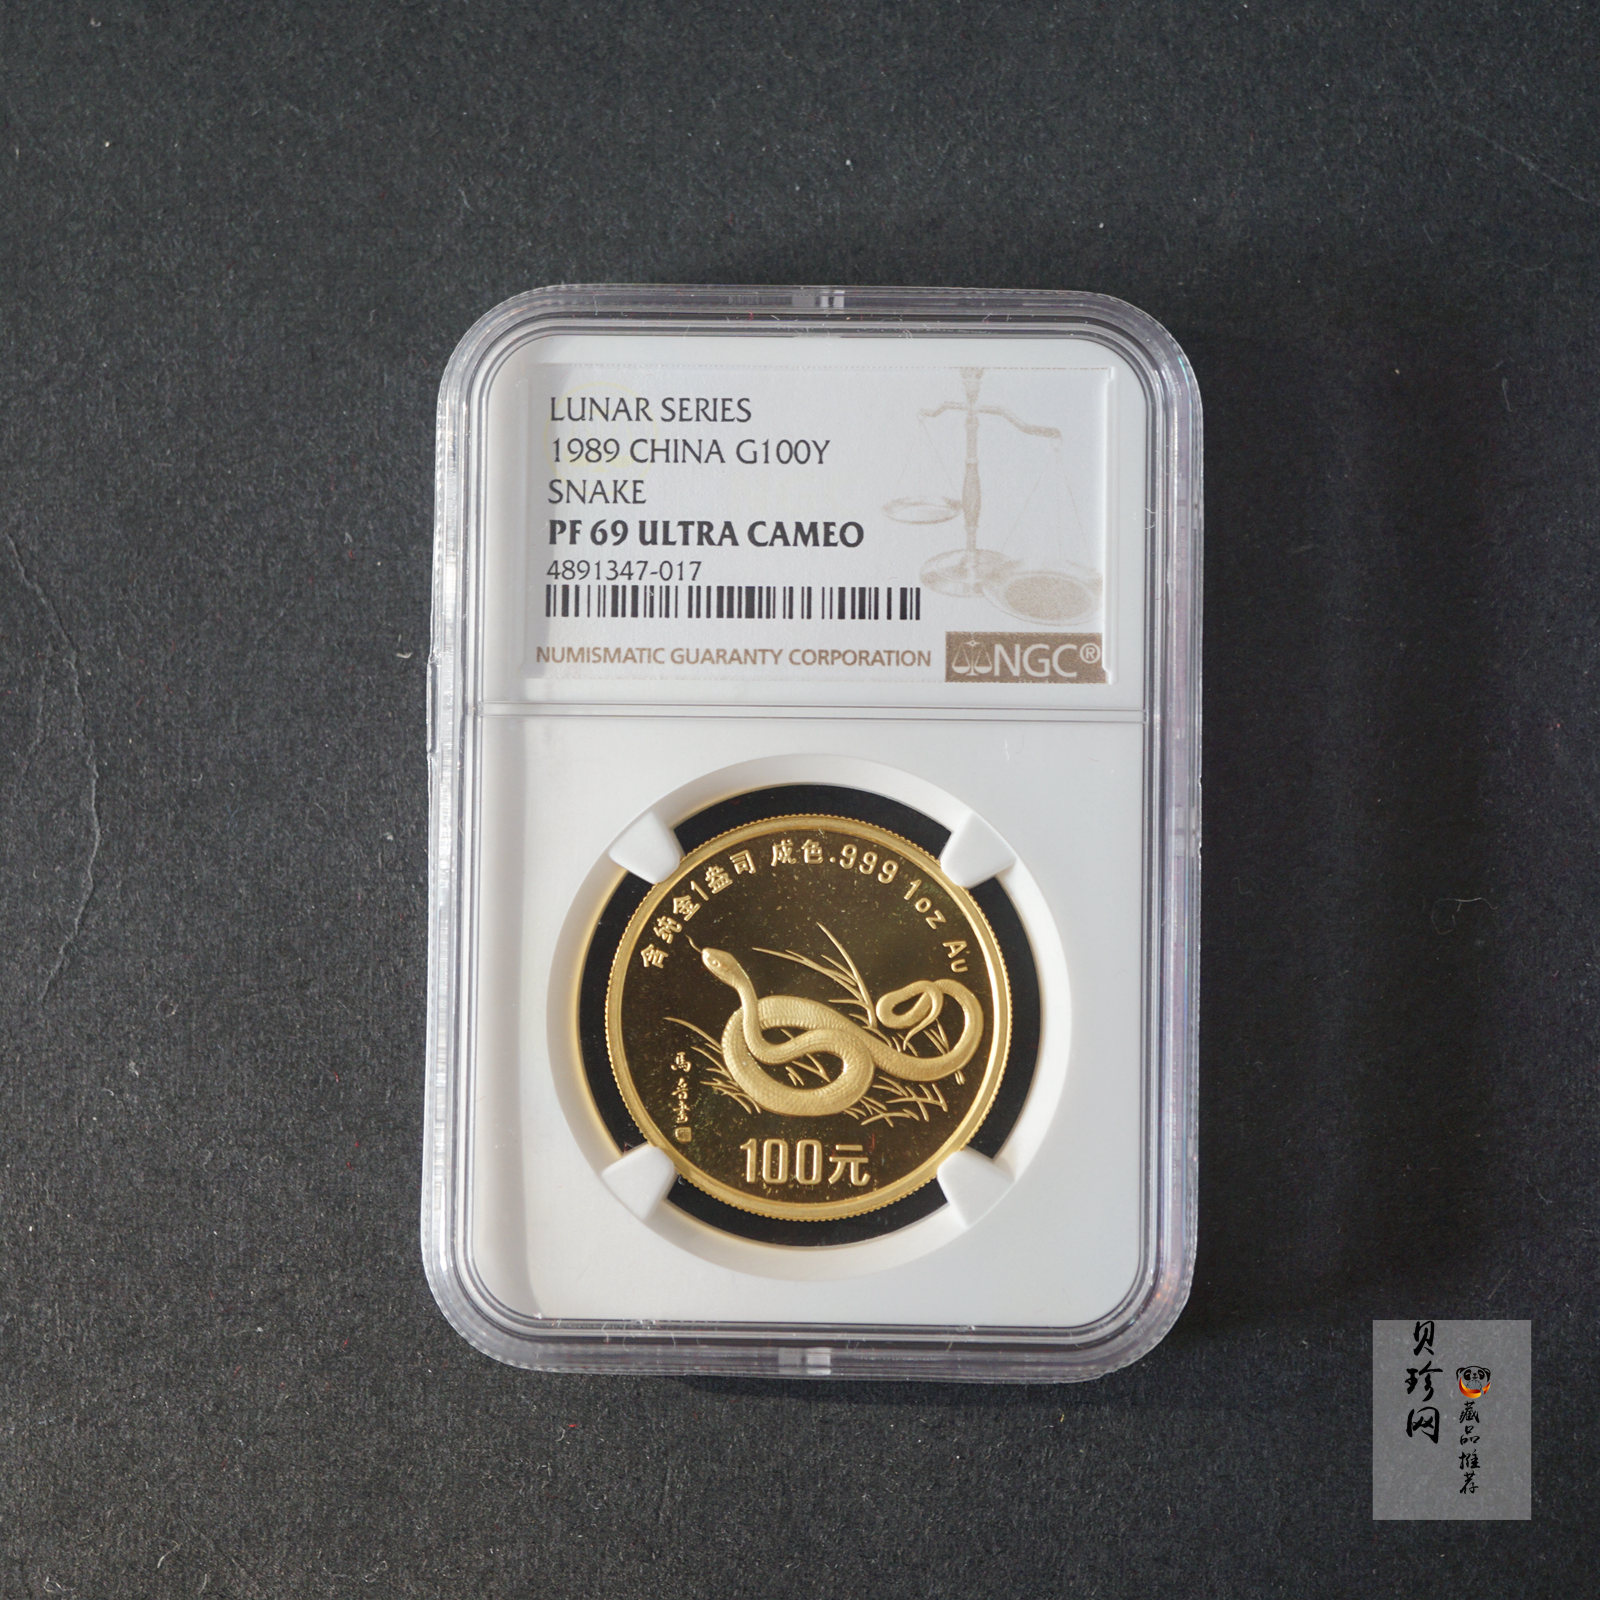 LUNAR SERIES
1989 CHINA G100Y
SNAKE
PF 69 ULTRA CAMEO
4891347-017
NUMISMATIC GUARANTY CORPORATION
NGC®
含纯金1盎司 成色.999 1oz Au
100元
贝珍网
藏品推荐